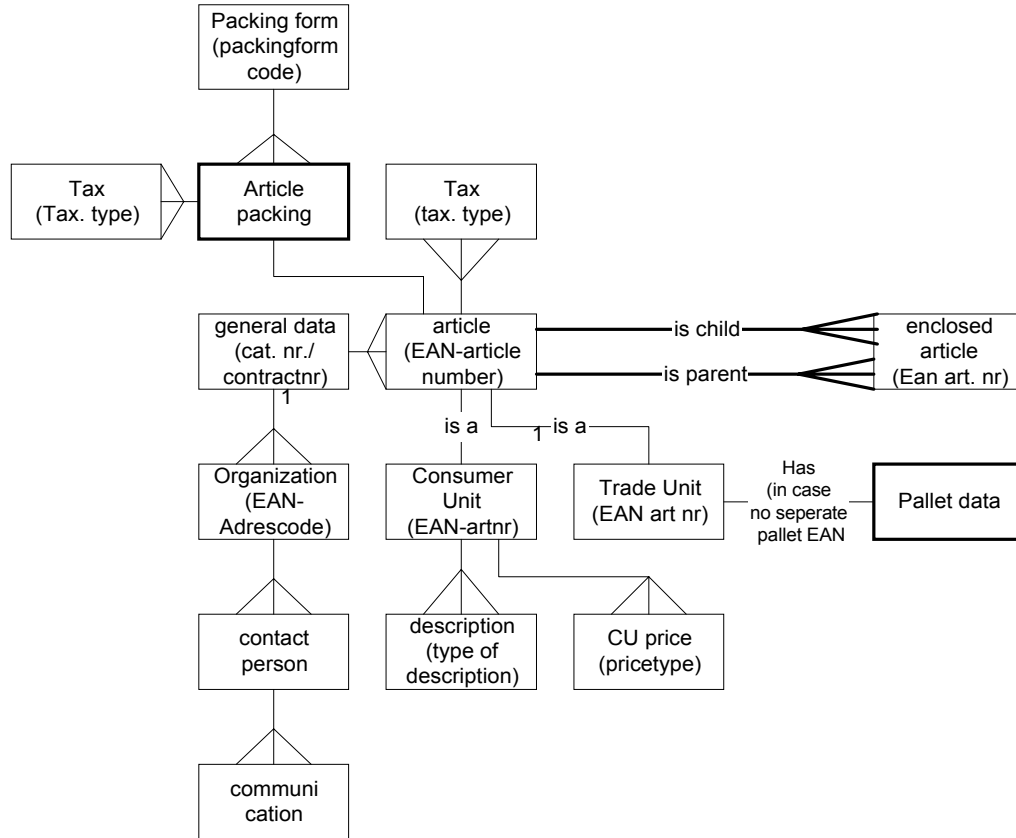 Packing form
(packingform
code)
Tax
(Tax. type)
Article
packing
Tax
(tax. type)
general data
(cat. nr./
contractnr)
1
article
(EAN-article
number)
is child
is parent
enclosed
article
(Ean art. nr)
is a
1
is a
Organization
(EAN-
Adrescode)
Consumer
Unit
(EAN-artnr)
Trade Unit
(EAN art nr)
Has
(in case
no seperate
pallet EAN
Pallet data
contact
person
description
(type of
description)
CU price
(pricetype)
communi
cation